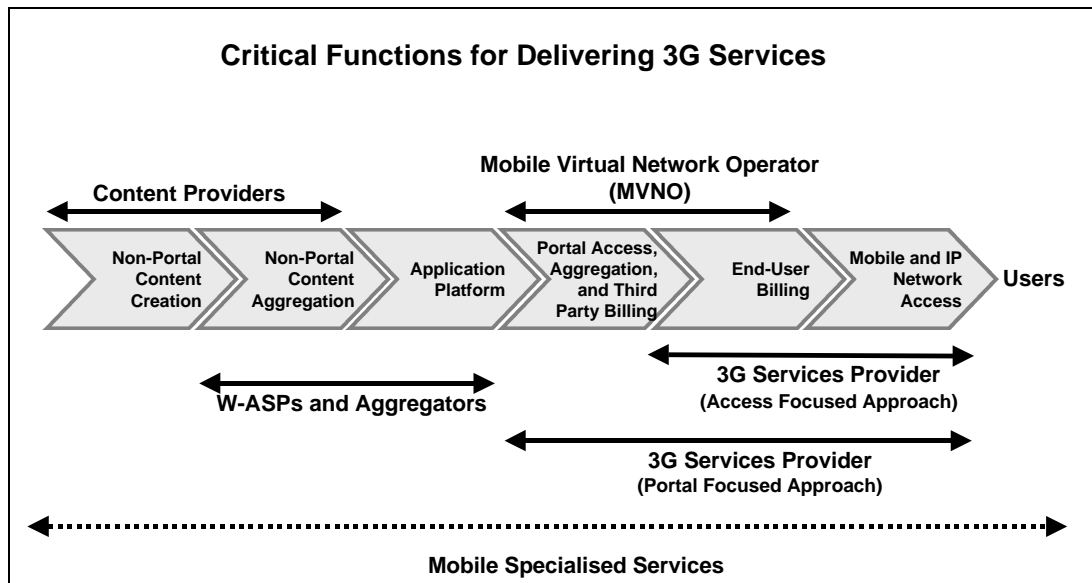 Critical Functions for Delivering 3G Services
Mobile Virtual Network Operator
(MVNO)
Content Providers
Non-Portal
Content
Creation
Non-Portal
Content
Aggregation
Application
Platform
Portal Access,
Aggregation,
and Third
Party Billing
End-User
Billing
Mobile and IP
Network
Access
Users
3G Services Provider
(Access Focused Approach)
W-ASPs and Aggregators
3G Services Provider
(Portal Focused Approach)
Mobile Specialised Services